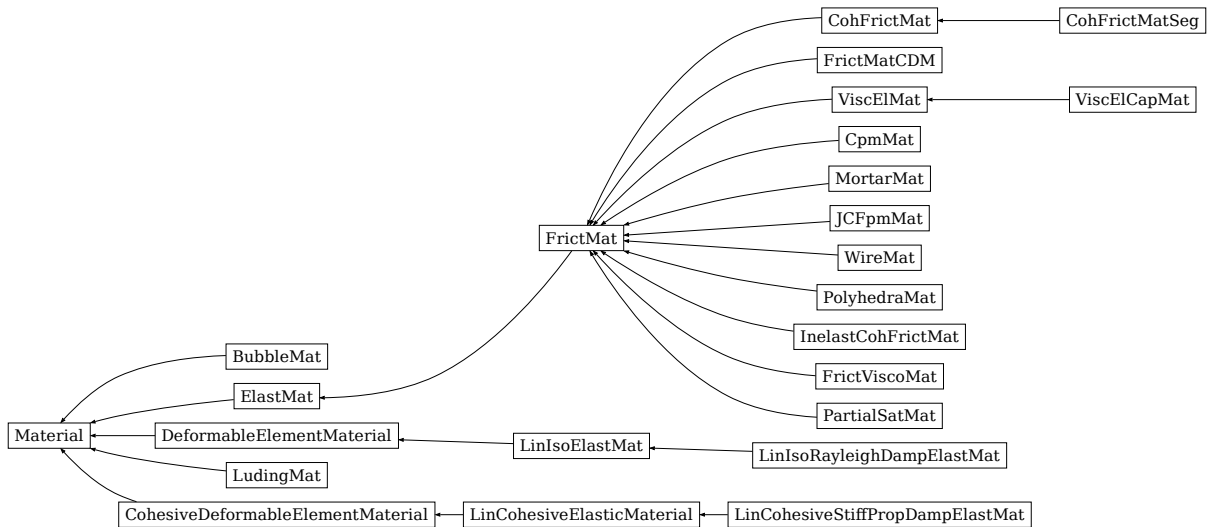 CohFrictMat
CohFrictMatSeg
FrictMatCDM
ViscElMat
ViscElCapMat
CpmMat
MortarMat
JCFpmMat
FrictMat
WireMat
PolyhedraMat
InelastCohFrictMat
BubbleMat
FrictViscoMat
ElastMat
PartialSatMat
Material
DeformableElementMaterial
LinIsoElastMat
LinIsoRayleighDampElastMat
LudingMat
CohesiveDeformableElementMaterial
LinCohesiveElasticMaterial
LinCohesiveStiffPropDampElastMat